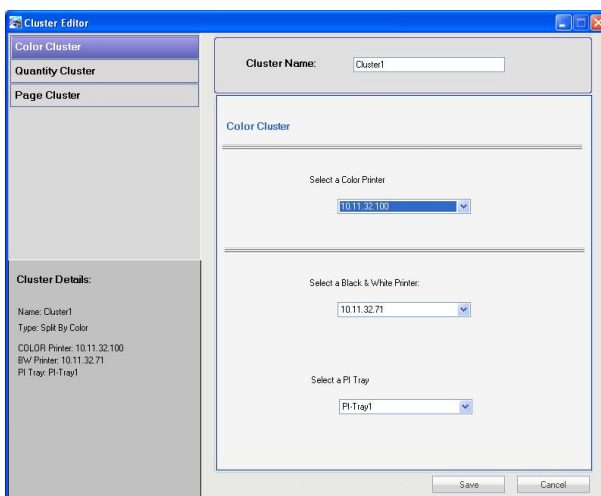 Cluster Editor
Color Cluster
Quantity Cluster
Page Cluster
Cluster Name: Cluster1
Color Cluster
Select a Color Printer
10.11.32.100
Select a Black & White Printer:
10.11.32.71
Select a PI Tray
PI-Tray1
Cluster Details:
Name: Cluster1
Type: Split By Color
COLOR Printer: 10.11.32.100
BW Printer: 10.11.32.71
PI Tray: PI-Tray1
Save Cancel